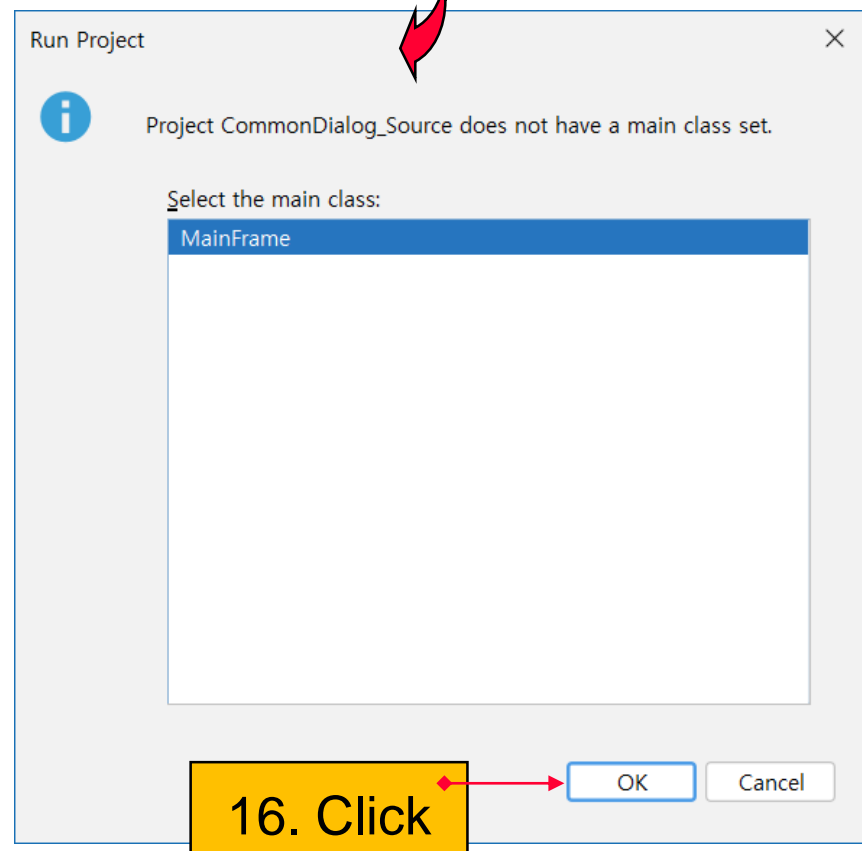 Run Project
Project CommonDialog_Source does not have a main class set.
Select the main class:
MainFrame
OK
Cancel
16. Click